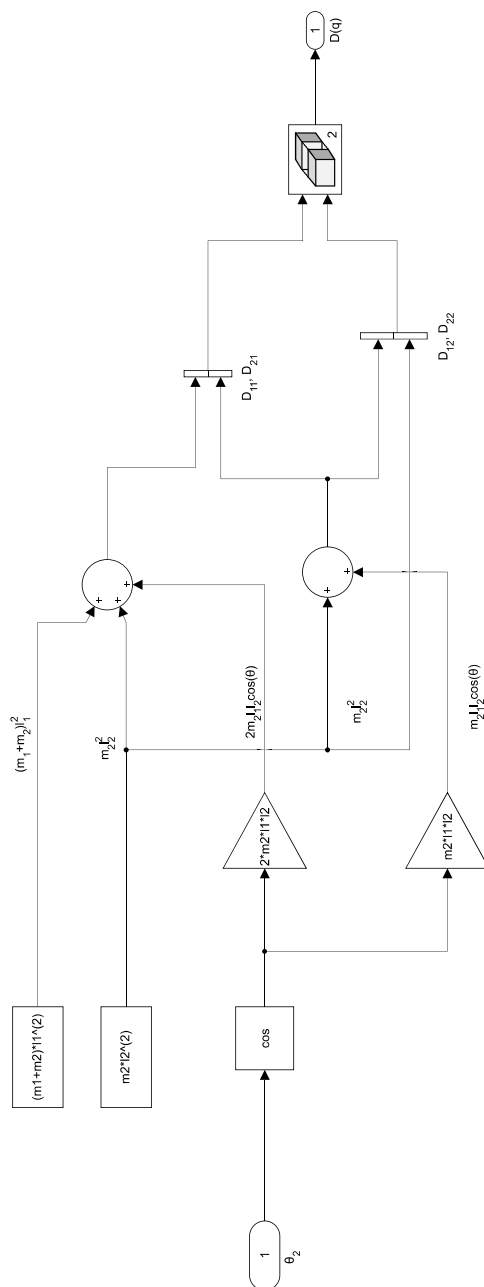 (m1+m2)*l1^(2)
(m₁+m₂)l₁²
m2*l2^(2)
m₂l₂²
1
θ₂
cos
2*m2*l1*l2
2m₂l₁l₂cos(θ)
m₂l₂²
m2*l1*l2
m₂l₁l₂cos(θ)
+
+
+
+
+
D₁₁, D₂₁
D₁₂, D₂₂
2
1
D(q)